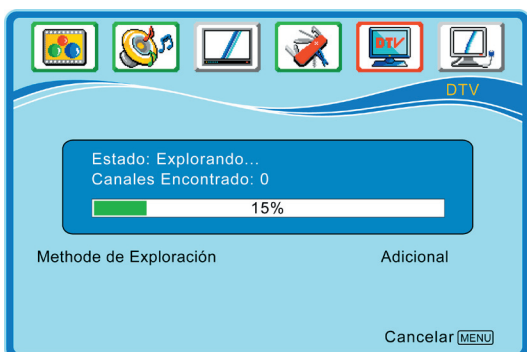 DTV
DTV
Estado: Explorando...
Canales Encontrado: 0
15%
Methode de Exploración Adicional
Cancelar MENU